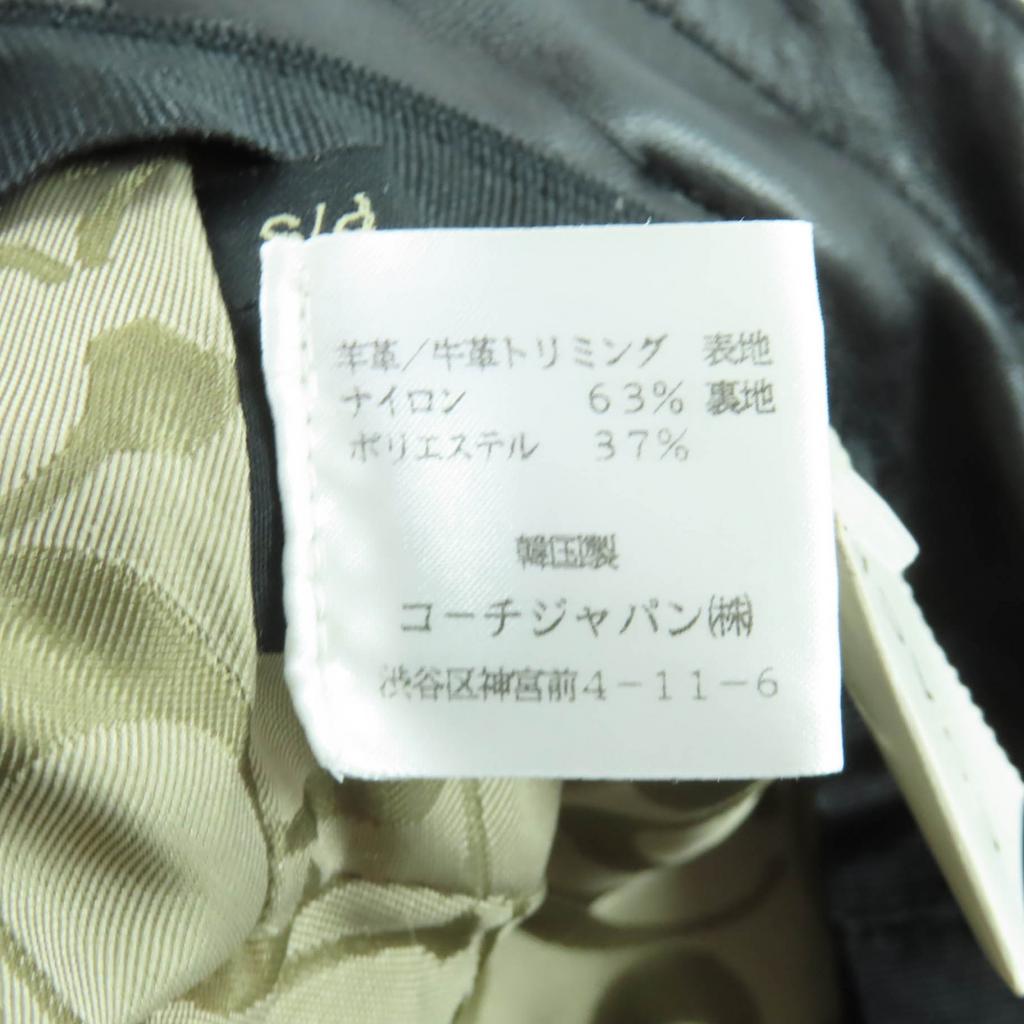 S/P
羊革/牛革トリミング 表地
ナイロン 63% 裏地
ポリエステル 37%
韓国製
コーチジャパン㈱
渋谷区神宮前4-11-6